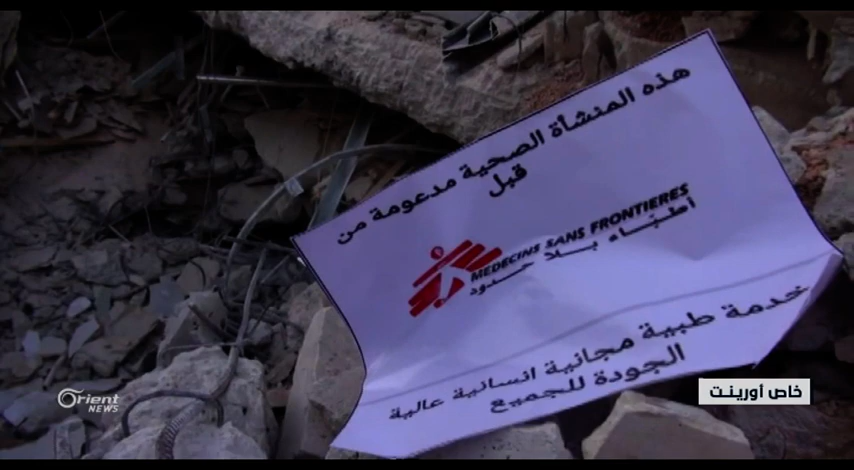 هذه المنشأة الصحية مدعومة من
قبل
MEDECINS SANS FRONTIERES
أطباء بلا حدود
خدمة طبية مجانية انسانية عالية
الجودة للجميع
Orient
NEWS
خاص أورينت